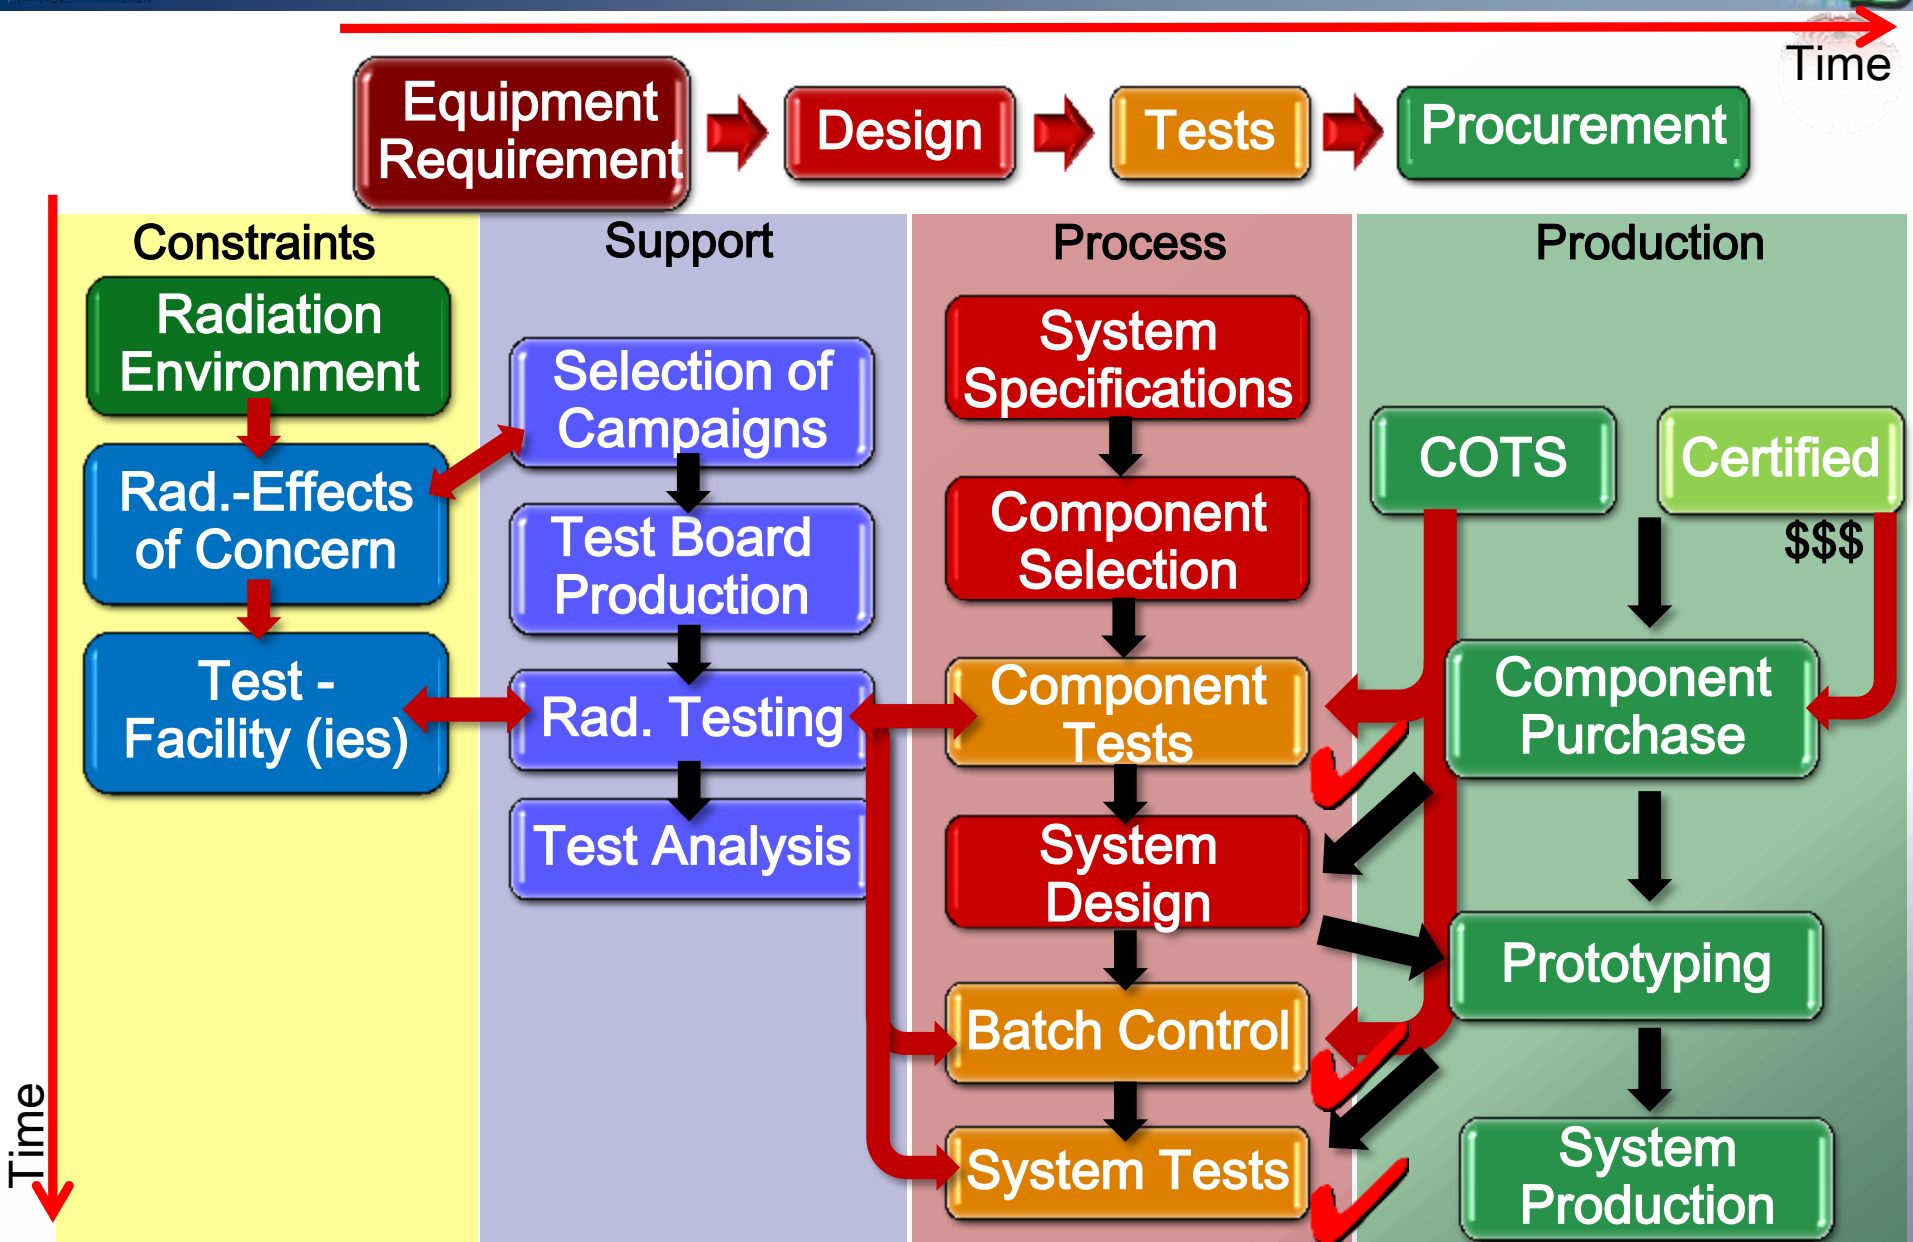 Time
Equipment
Requirement
Design
Tests
Procurement
Constraints
Support
Process
Production
Radiation
Environment
Rad.-Effects
of Concern
Test -
Facility (ies)
Selection of
Campaigns
Test Board
Production
Rad. Testing
Test Analysis
System
Specifications
Component
Selection
Component
Tests
System
Design
Batch Control
System Tests
COTS
Certified
$$$
Component
Purchase
Prototyping
System
Production
Time